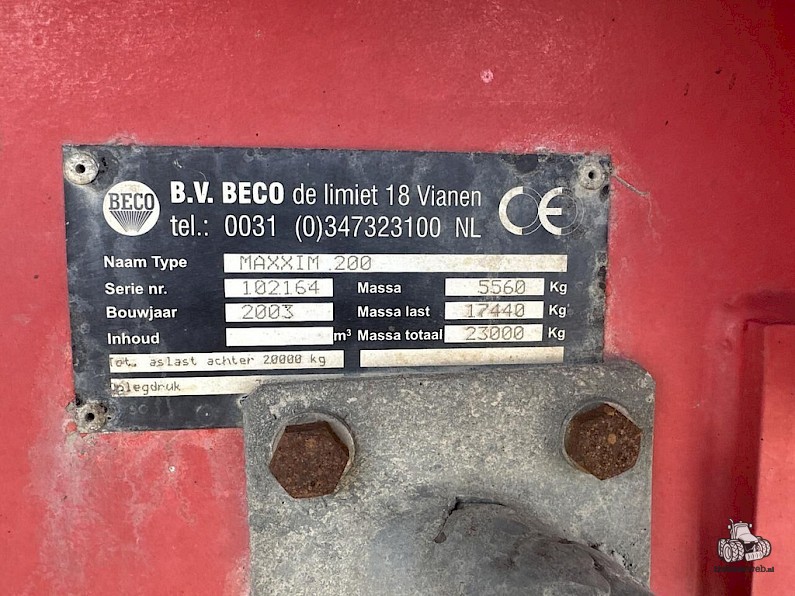 BECO
B.V. BECO de limiet 18 Vianen
tel.: 0031 (0)347323100 NL
CE
Naam Type MAXXIM 200
Serie nr. 102164 Massa 5560 Kg
Bouwjaar 2003 Massa last 17440 Kg
Inhoud m³ Massa totaal 23000 Kg
Tot. aslast achter 20000 kg
Oplegdruk